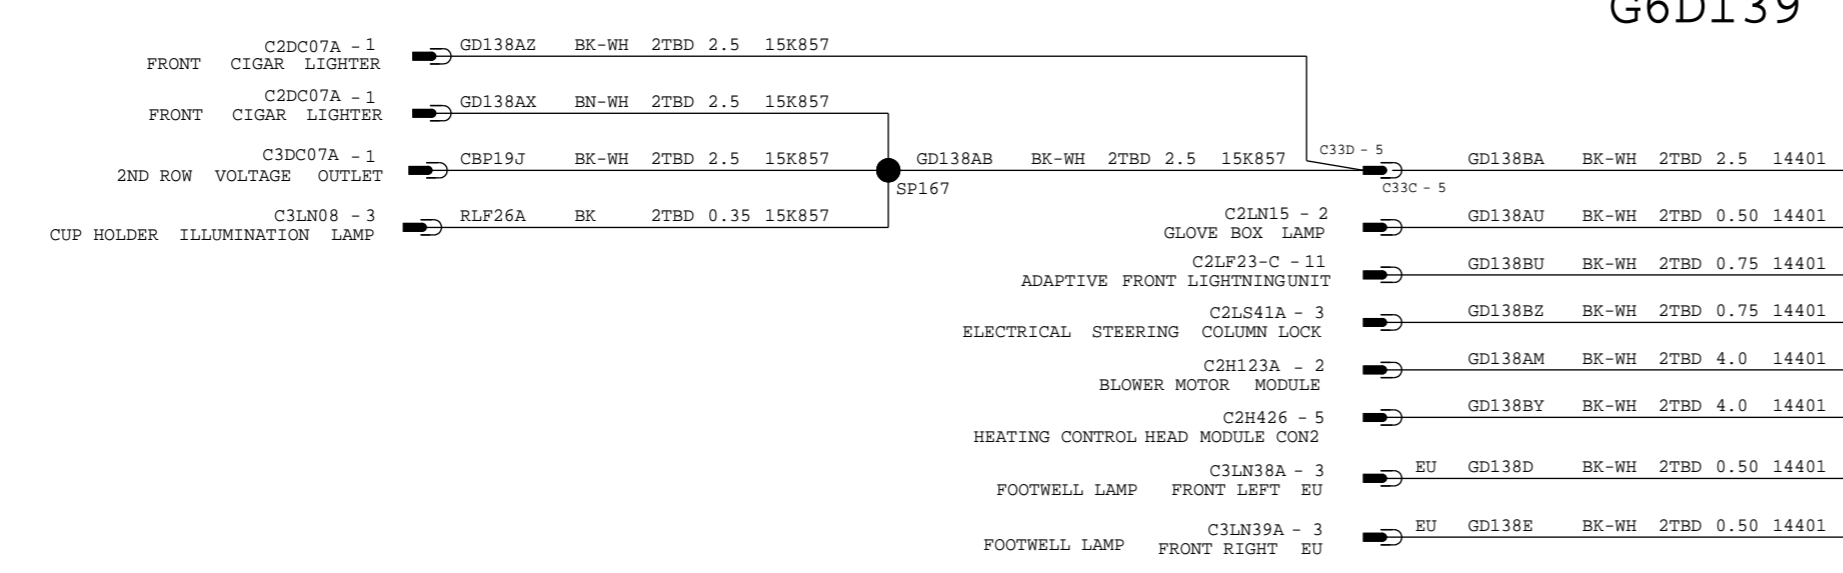 G6D139
C2DC07A - 1 GD138AZ BK-WH 2TBD 2.5 15K857
FRONT CIGAR LIGHTER
C2DC07A - 1 GD138AX BN-WH 2TBD 2.5 15K857
FRONT CIGAR LIGHTER
C3DC07A - 1 CBP19J BK-WH 2TBD 2.5 15K857 GD138AB BK-WH 2TBD 2.5 15K857 C33D - 5 GD138BA BK-WH 2TBD 2.5 14401
2ND ROW VOLTAGE OUTLET SP167 C33C - 5
C3LN08 - 3 RLF26A BK 2TBD 0.35 15K857
CUP HOLDER ILLUMINATION LAMP
C2LN15 - 2 GD138AU BK-WH 2TBD 0.50 14401
GLOVE BOX LAMP
C2LF23-C - 11 GD138BU BK-WH 2TBD 0.75 14401
ADAPTIVE FRONT LIGHTNINGUNIT
C2LS41A - 3 GD138BZ BK-WH 2TBD 0.75 14401
ELECTRICAL STEERING COLUMN LOCK
C2H123A - 2 GD138AM BK-WH 2TBD 4.0 14401
BLOWER MOTOR MODULE
C2H426 - 5 GD138BY BK-WH 2TBD 4.0 14401
HEATING CONTROL HEAD MODULE CON2
C3LN38A - 3 EU GD138D BK-WH 2TBD 0.50 14401
FOOTWELL LAMP FRONT LEFT EU
C3LN39A - 3 EU GD138E BK-WH 2TBD 0.50 14401
FOOTWELL LAMP FRONT RIGHT EU